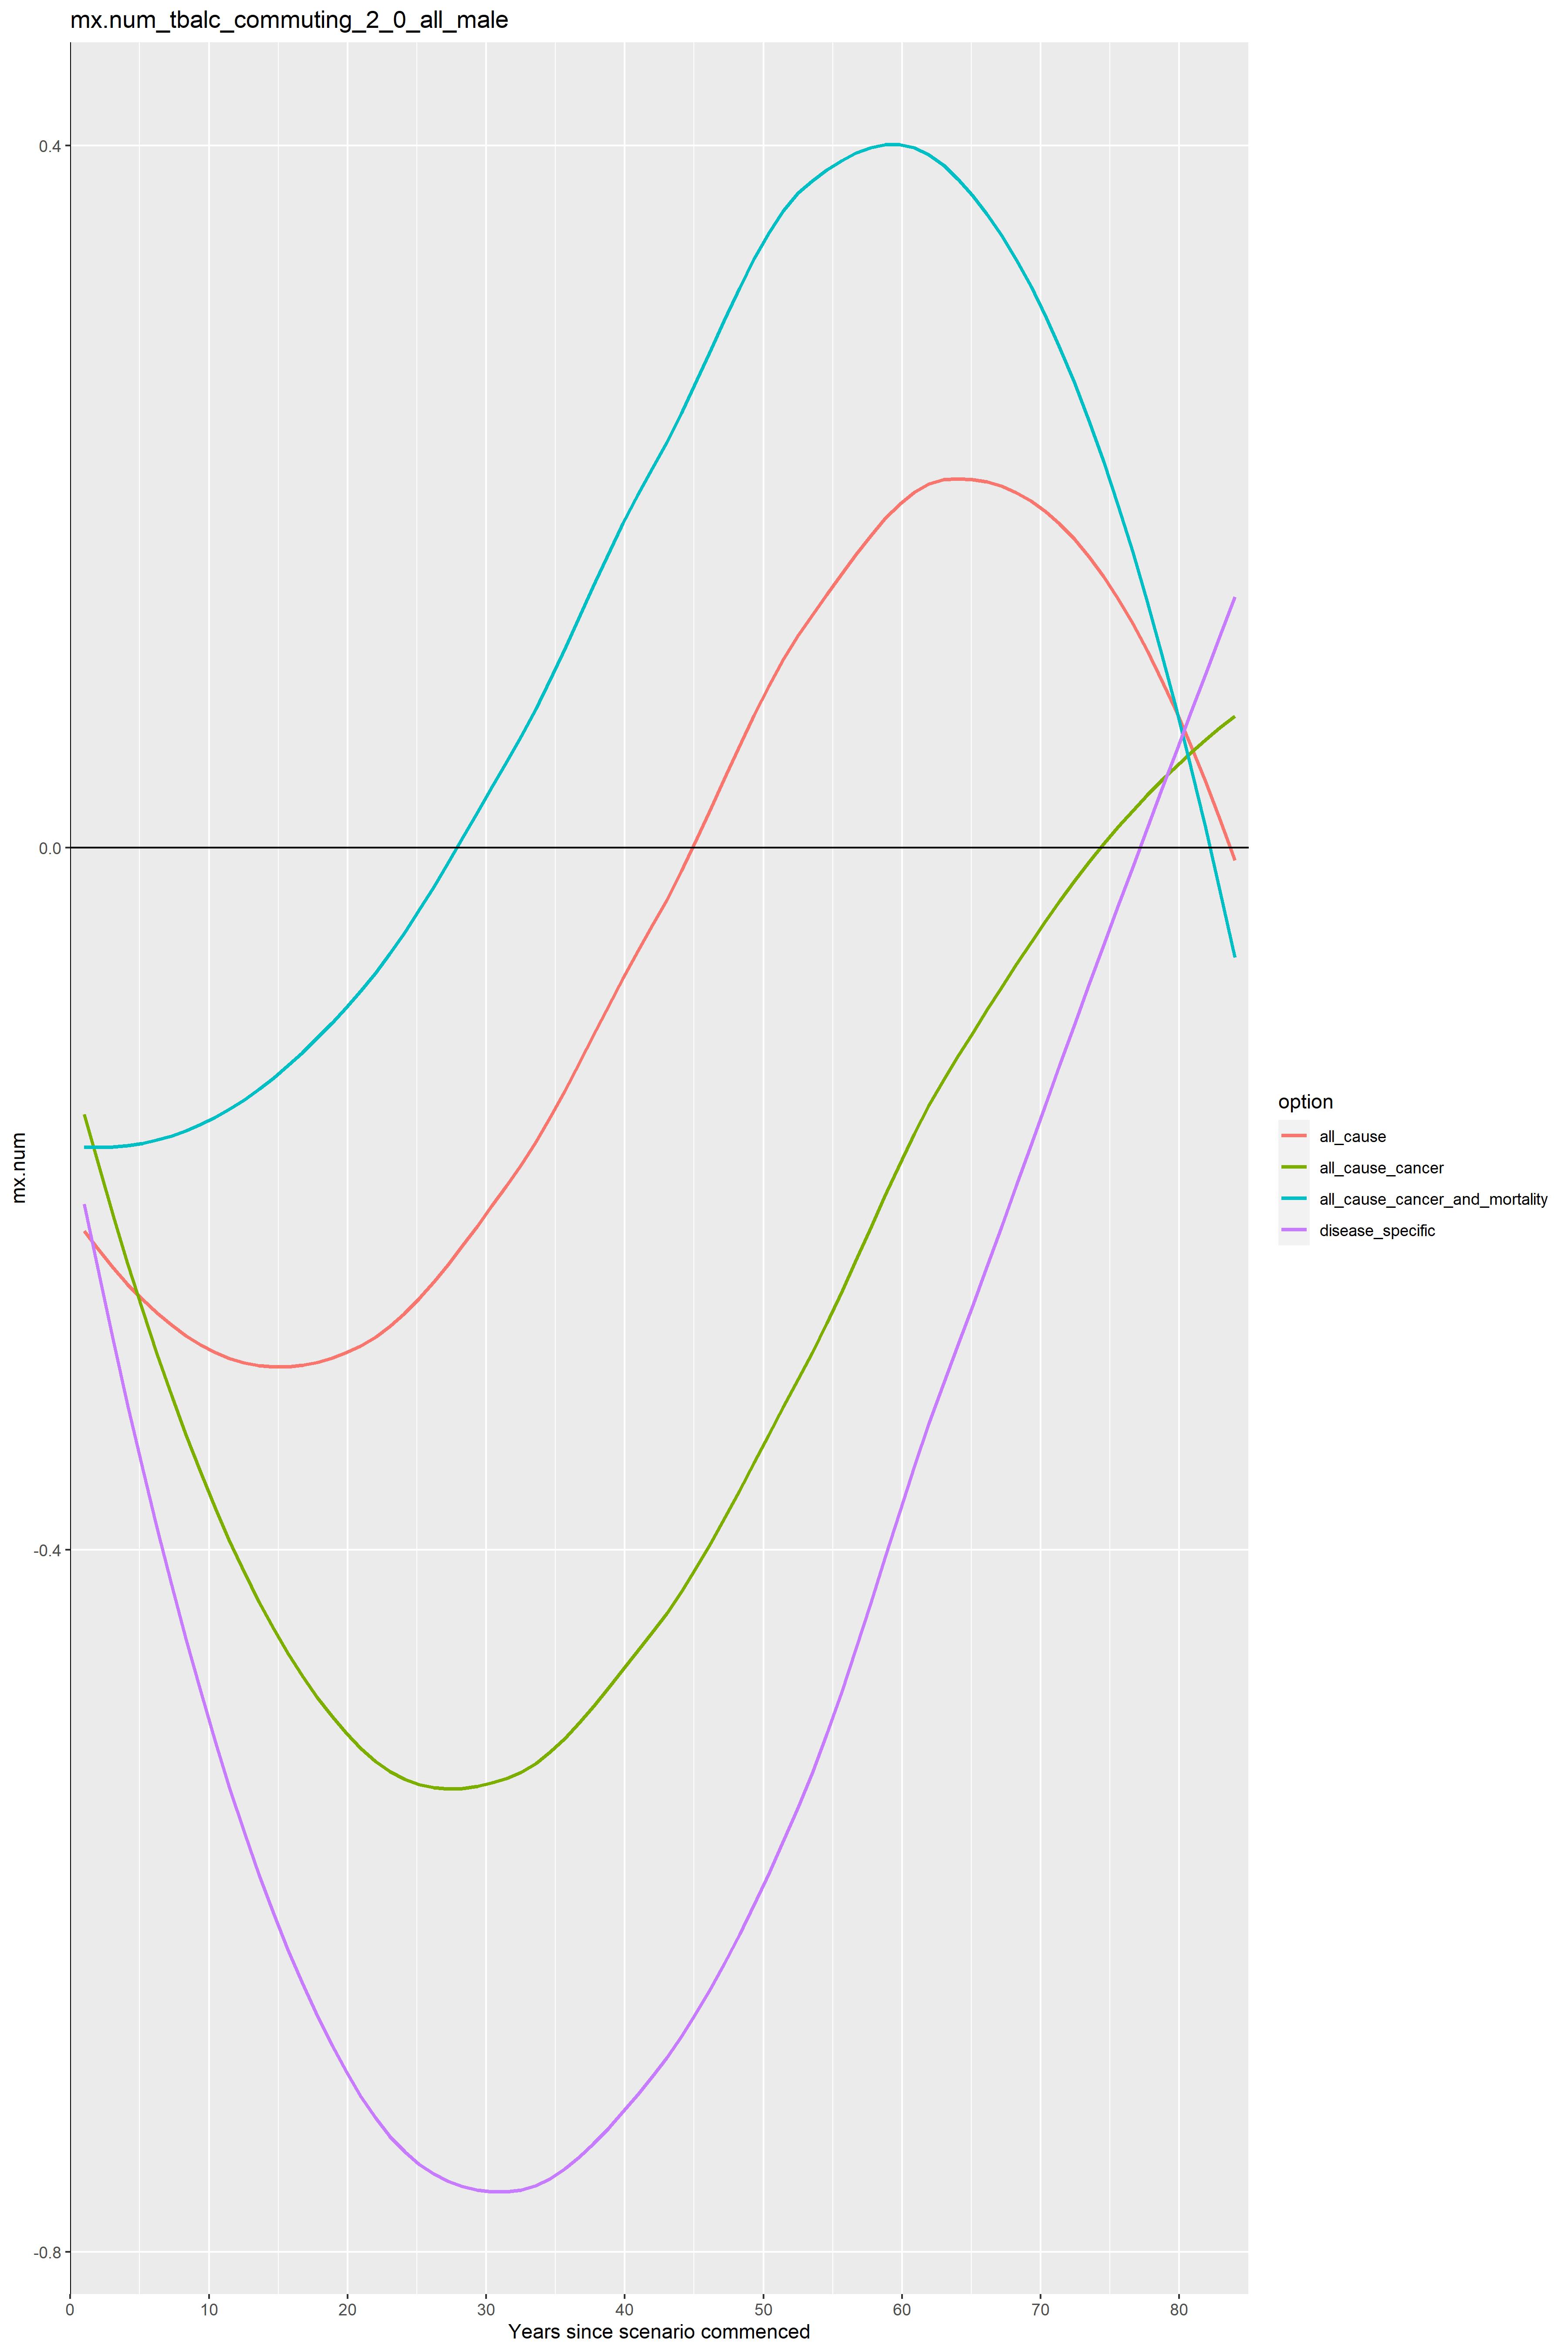 mx.num_tbalc_commuting_2_0_all_male
0.4
0.0
-0.4
-0.8
mx.num
0 10 20 30 40 50 60 70 80
Years since scenario commenced
option
all_cause
all_cause_cancer
all_cause_cancer_and_mortality
disease_specific